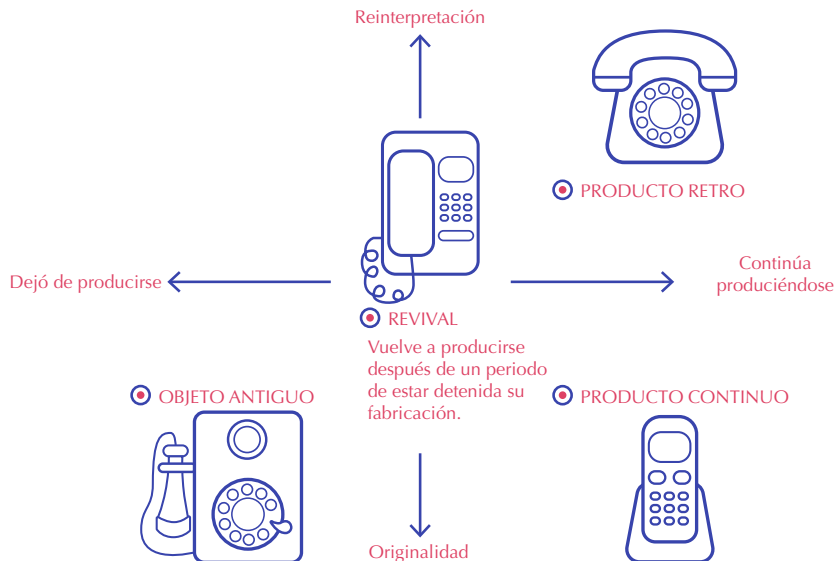 Reinterpretación
PRODUCTO RETRO
Dejó de producirse
Continúa
produciéndose
REVIVAL
Vuelve a producirse
después de un periodo
de estar detenida su
fabricación.
OBJETO ANTIGUO
PRODUCTO CONTINUO
Originalidad